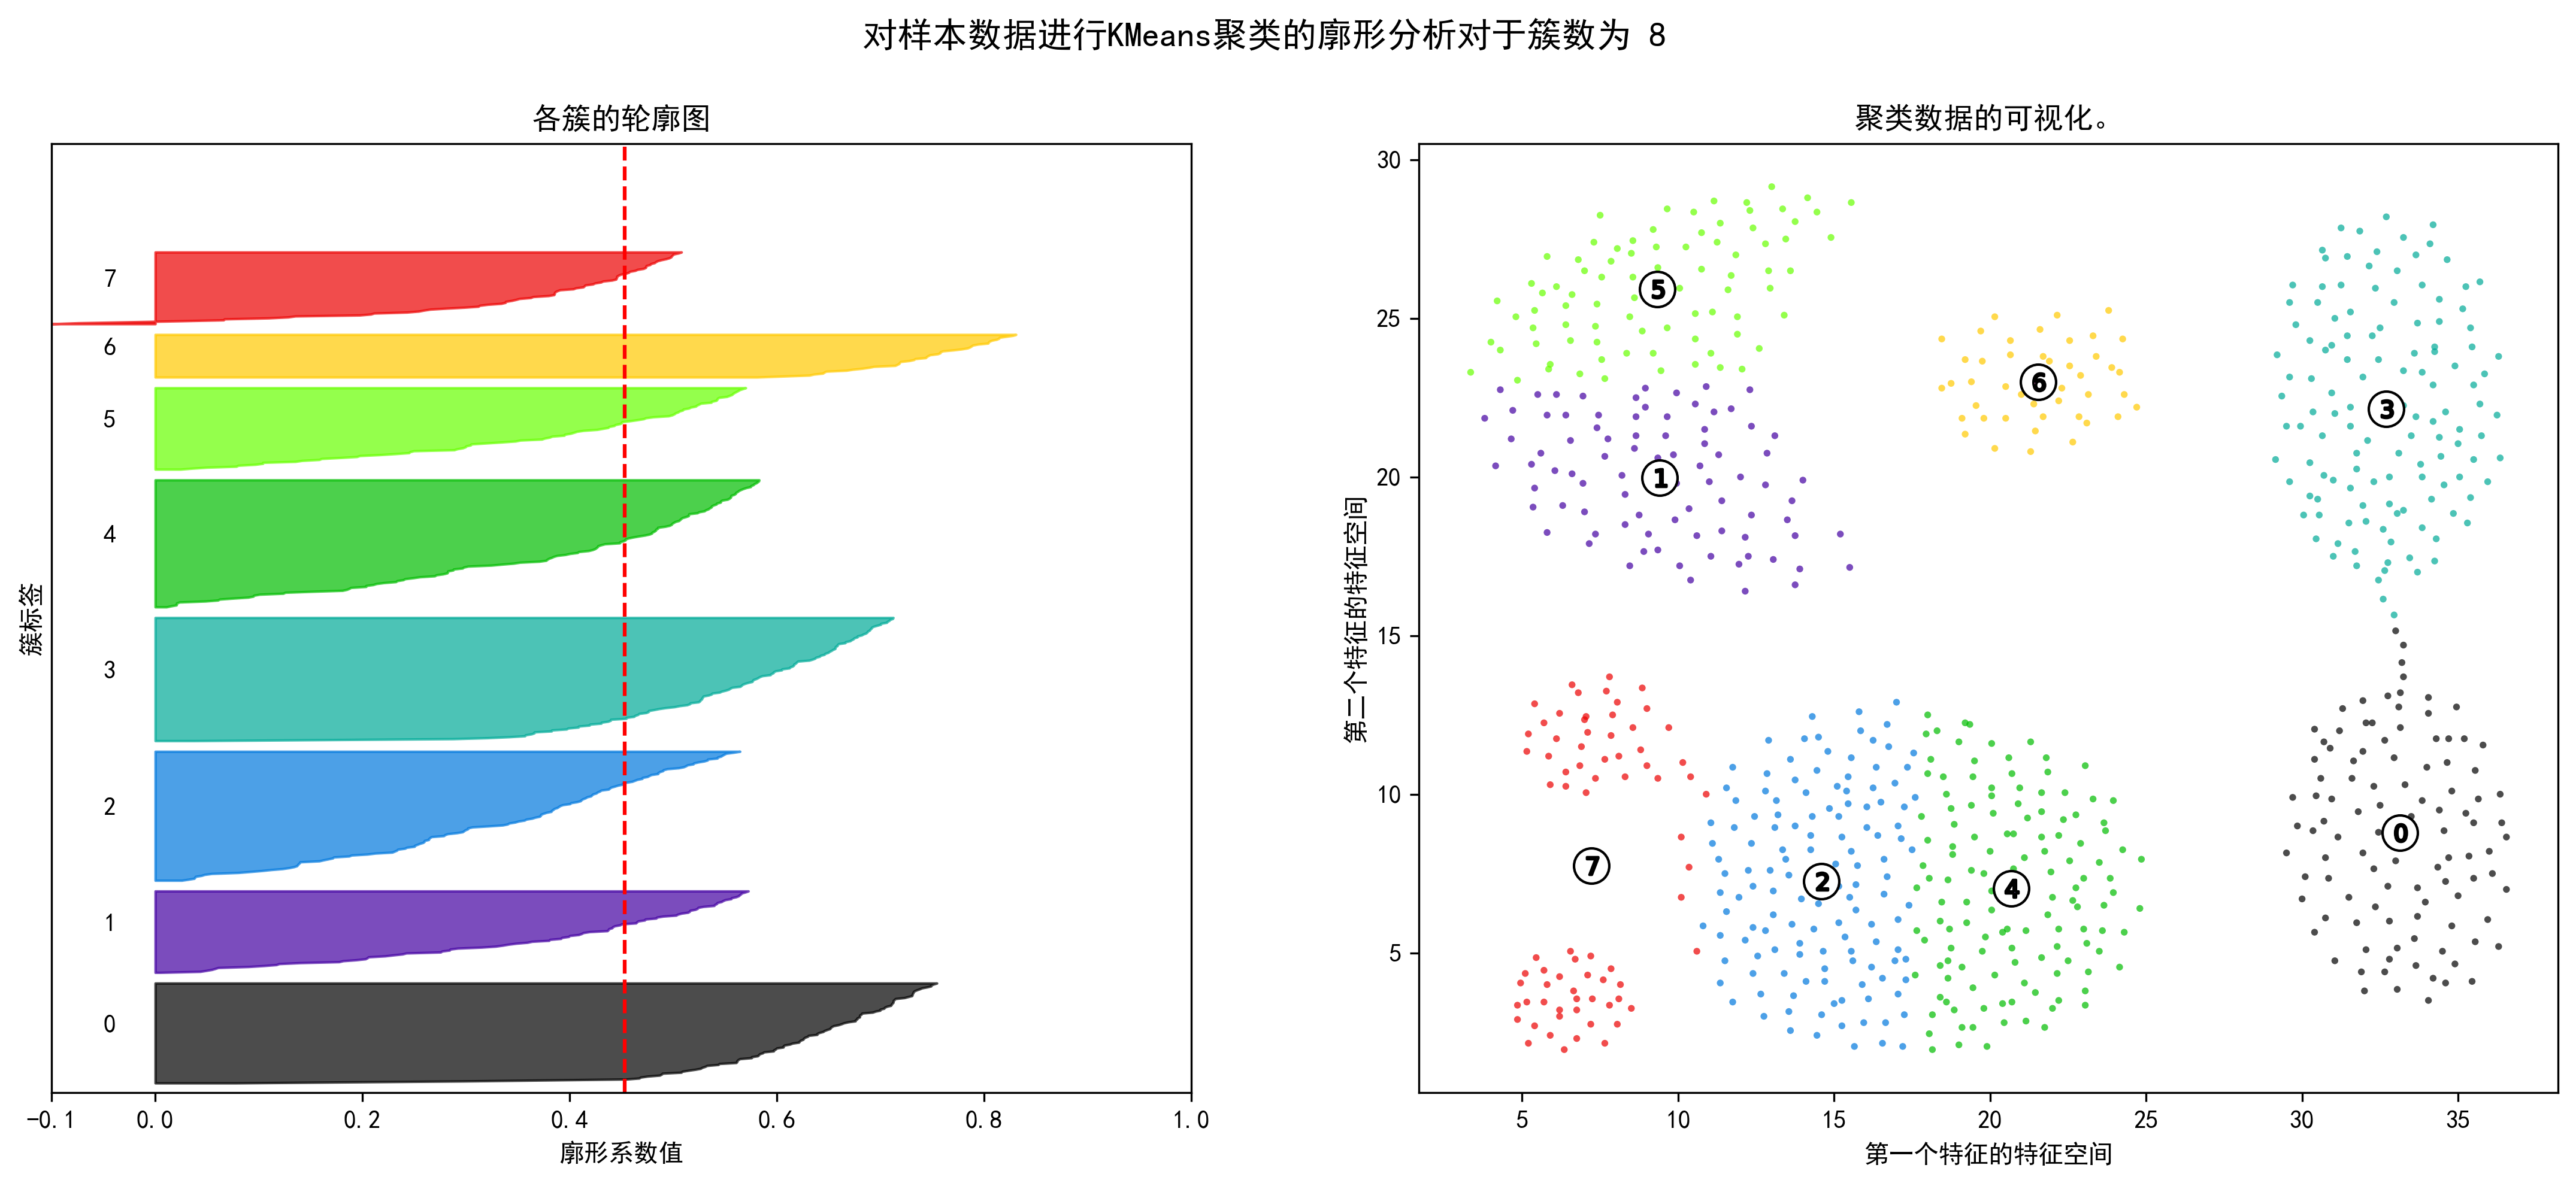 对样本数据进行KMeans聚类的廓形分析对于簇数为 8
各簇的轮廓图
簇标签
7
6
5
4
3
2
1
0
-0.1 0.0 0.2 0.4 0.6 0.8 1.0
廓形系数值
聚类数据的可视化。
第二个特征的特征空间
30
25
20
15
10
5
5
6
3
1
0
7
2
4
5 10 15 20 25 30 35
第一个特征的特征空间